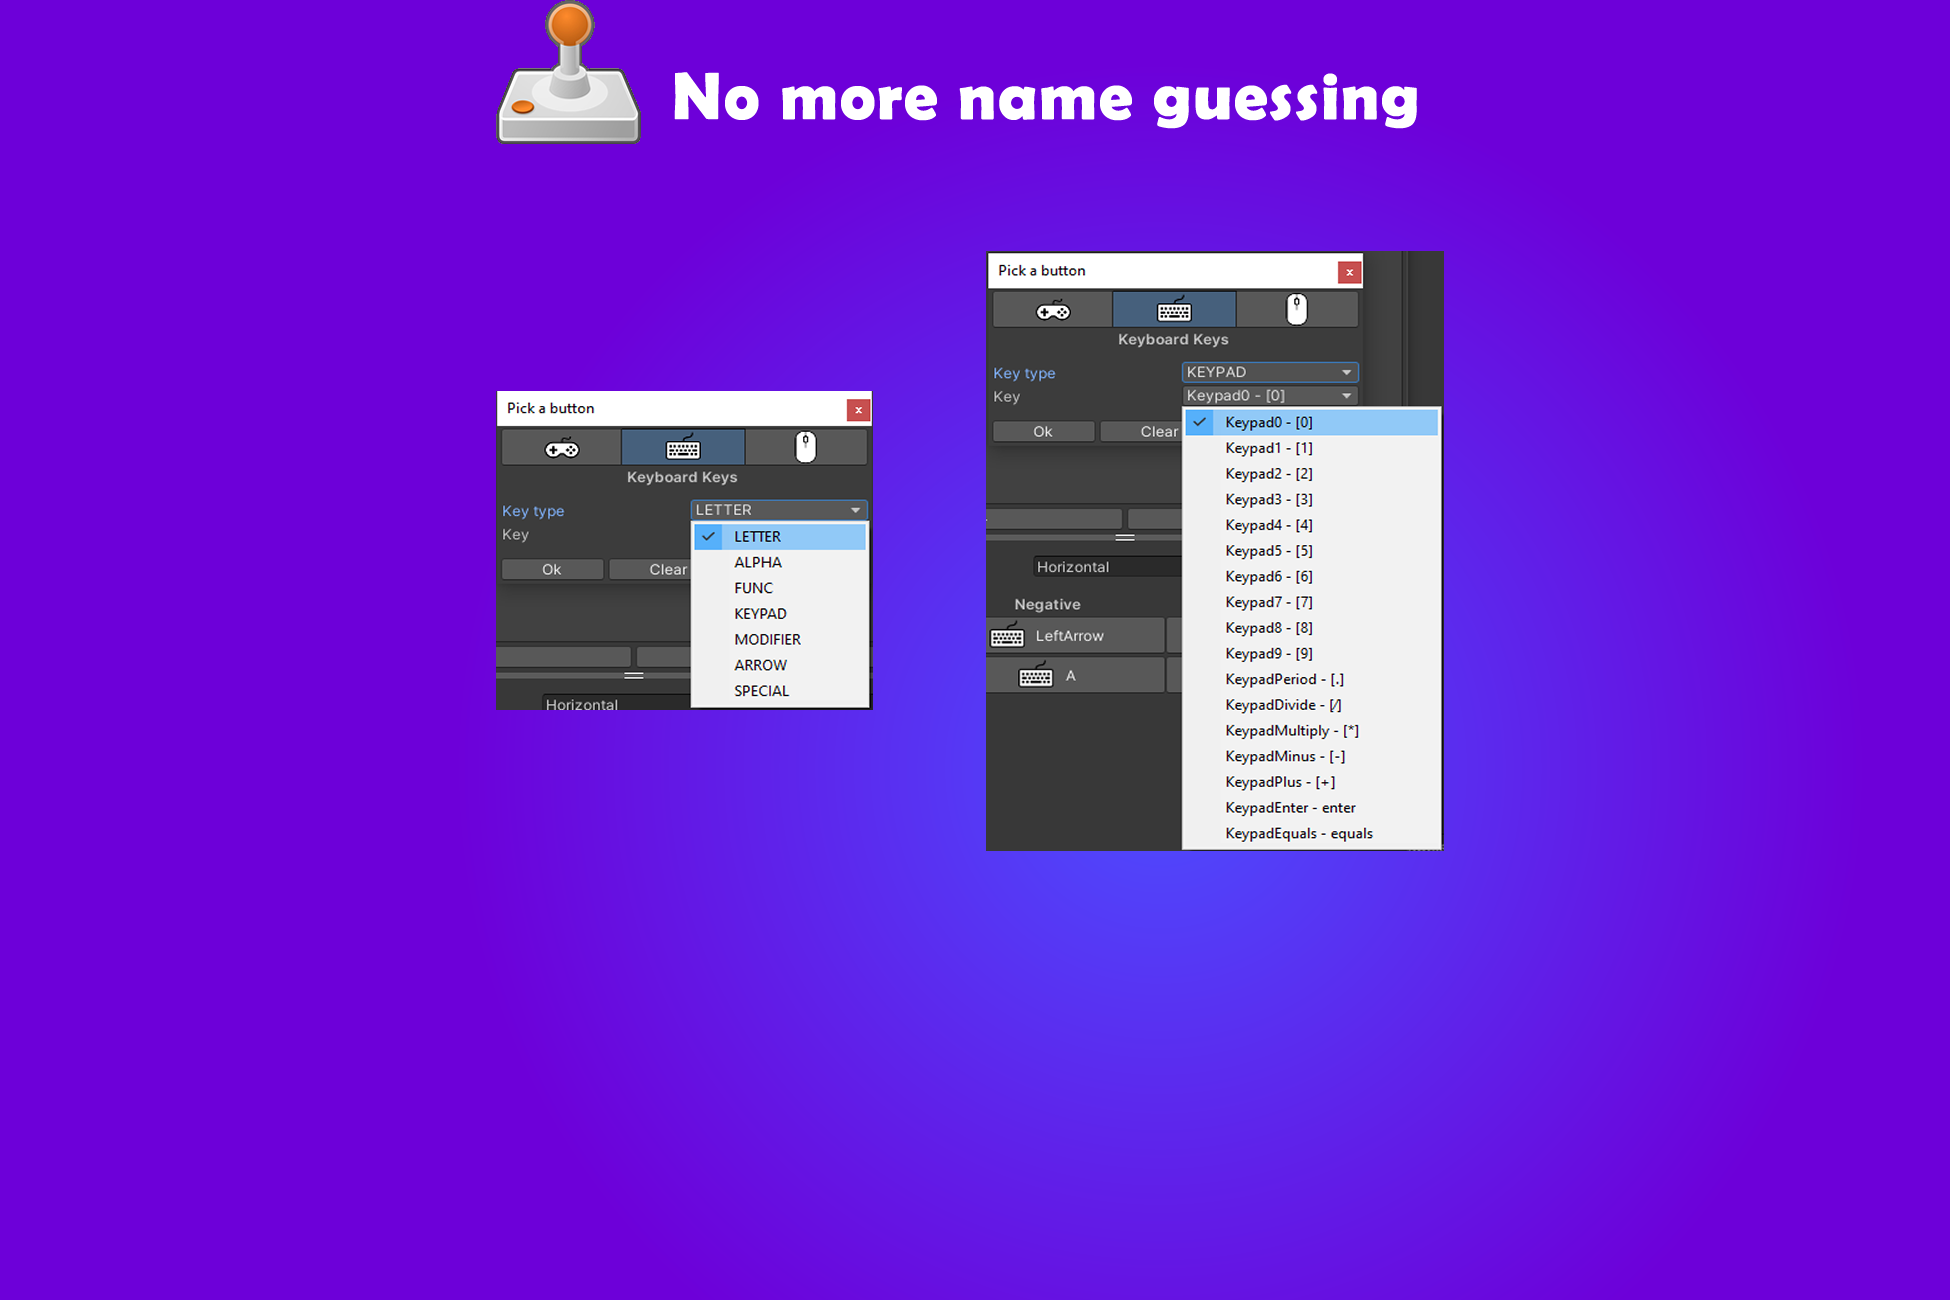 No more name guessing
Pick a button
x
Keyboard Keys
Key type
LETTER
Key
LETTER
ALPHA
FUNC
KEYPAD
MODIFIER
ARROW
SPECIAL
Ok
Clear
Horizontal
Pick a button
x
Keyboard Keys
Key type
KEYPAD
Key
Keypad0 - [0]
Ok
Clear
Keypad0 - [0]
Keypad1 - [1]
Keypad2 - [2]
Keypad3 - [3]
Keypad4 - [4]
Keypad5 - [5]
Keypad6 - [6]
Keypad7 - [7]
Keypad8 - [8]
Keypad9 - [9]
KeypadPeriod - [.]
KeypadDivide - [/]
KeypadMultiply - [*]
KeypadMinus - [-]
KeypadPlus - [+]
KeypadEnter - enter
KeypadEquals - equals
Horizontal
Negative
LeftArrow
A